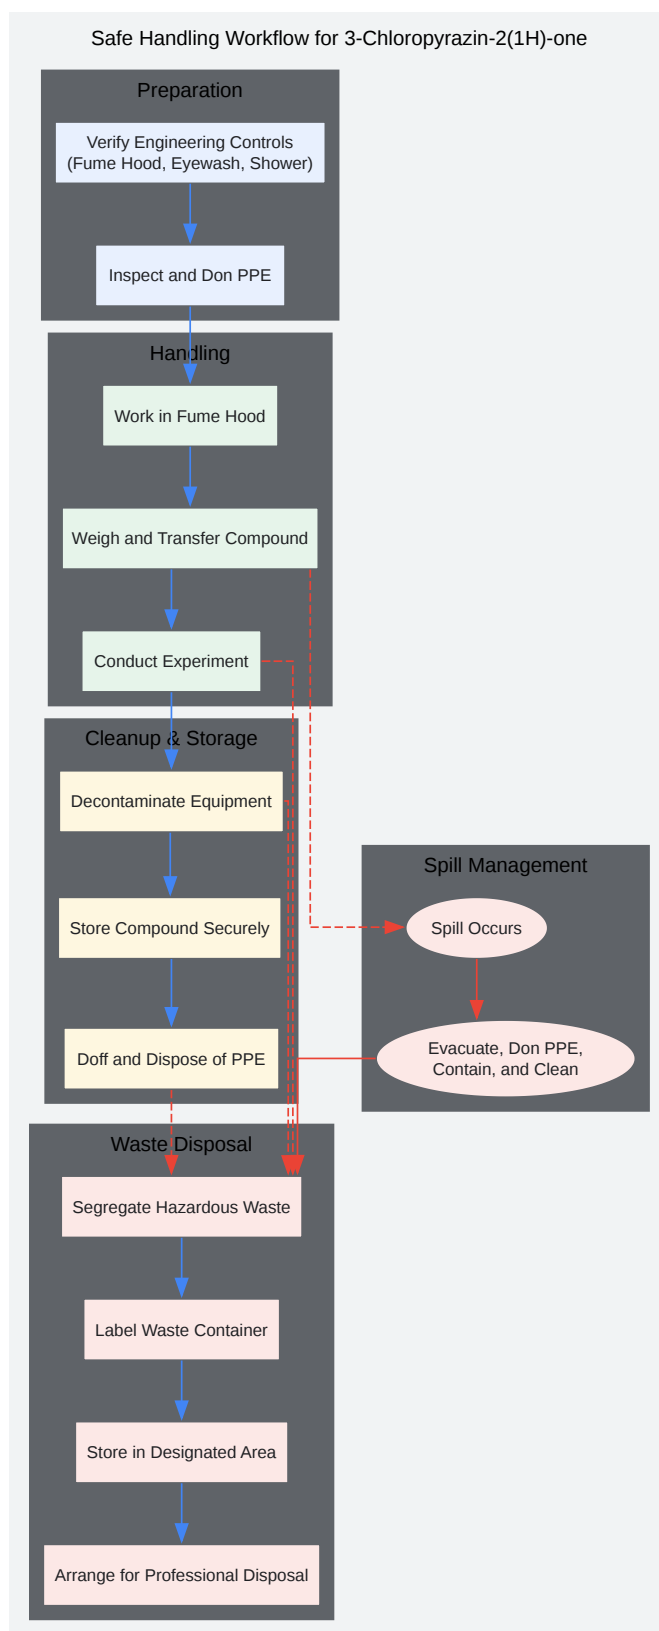 Safe Handling Workflow for 3-Chloropyrazin-2(1H)-one
Preparation
Verify Engineering Controls
(Fume Hood, Eyewash, Shower)
Inspect and Don PPE
Handling
Work in Fume Hood
Weigh and Transfer Compound
Conduct Experiment
Cleanup & Storage
Decontaminate Equipment
Store Compound Securely
Doff and Dispose of PPE
Spill Management
Spill Occurs
Evacuate, Don PPE,
Contain, and Clean
Waste Disposal
Segregate Hazardous Waste
Label Waste Container
Store in Designated Area
Arrange for Professional Disposal